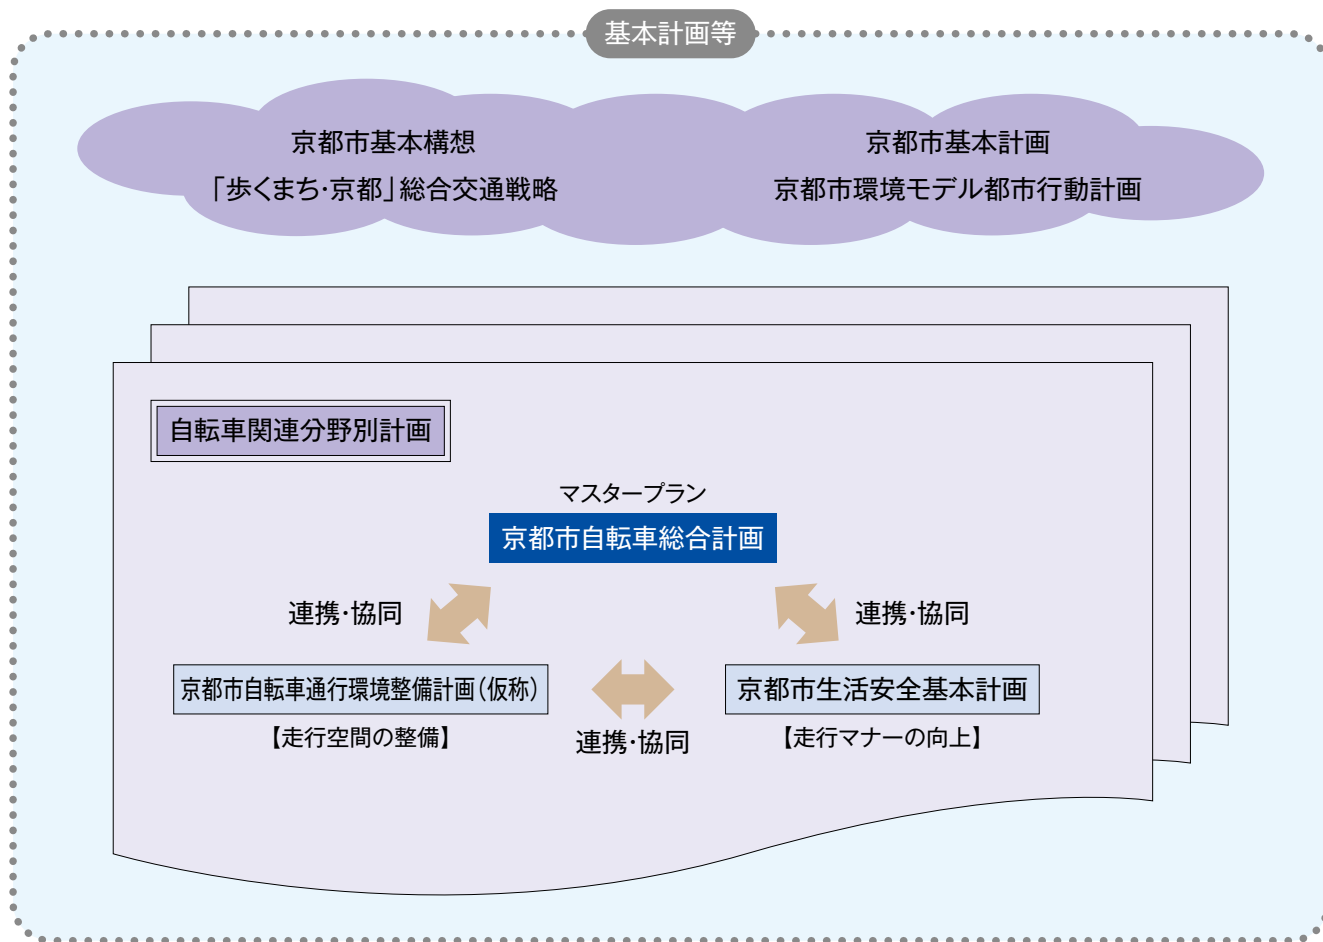 基本計画等
京都市基本構想
京都市基本計画
「歩くまち・京都」総合交通戦略
京都市環境モデル都市行動計画
自転車関連分野別計画
マスタープラン
京都市自転車総合計画
連携・協同
連携・協同
京都市自転車通行環境整備計画(仮称)
京都市生活安全基本計画
【走行空間の整備】
連携・協同
【走行マナーの向上】